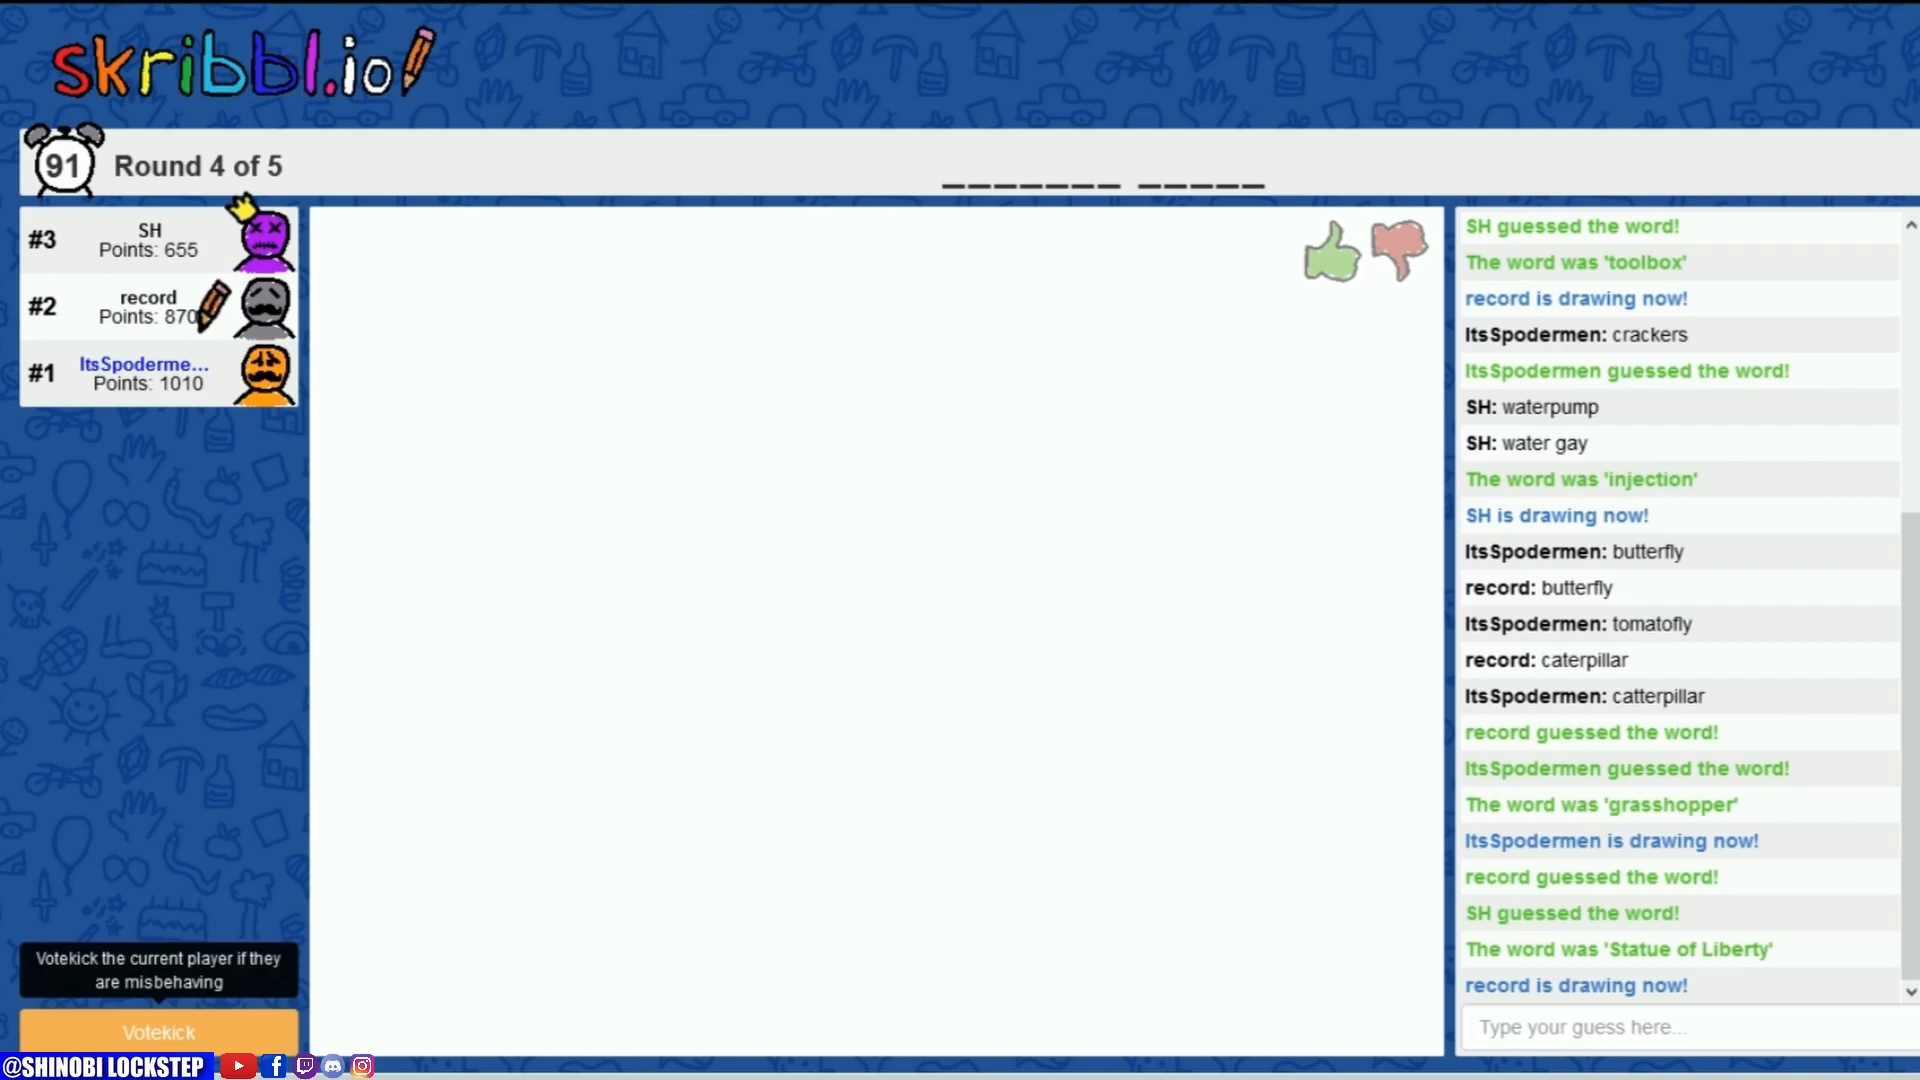 skribbl.io
91 Round 4 of 5
_______ _____
#3 SH
Points: 655
#2 record
Points: 870
#1 ItsSpoderme...
Points: 1010
SH guessed the word!
The word was 'toolbox'
record is drawing now!
ItsSpodermen: crackers
ItsSpodermen guessed the word!
SH: waterpump
SH: water gay
The word was 'injection'
SH is drawing now!
ItsSpodermen: butterfly
record: butterfly
ItsSpodermen: tomatofly
record: caterpillar
ItsSpodermen: catterpillar
record guessed the word!
ItsSpodermen guessed the word!
The word was 'grasshopper'
ItsSpodermen is drawing now!
record guessed the word!
SH guessed the word!
The word was 'Statue of Liberty'
record is drawing now!
Type your guess here...
Votekick the current player if they
are misbehaving
Votekick
@SHINOBI LOCKSTEP